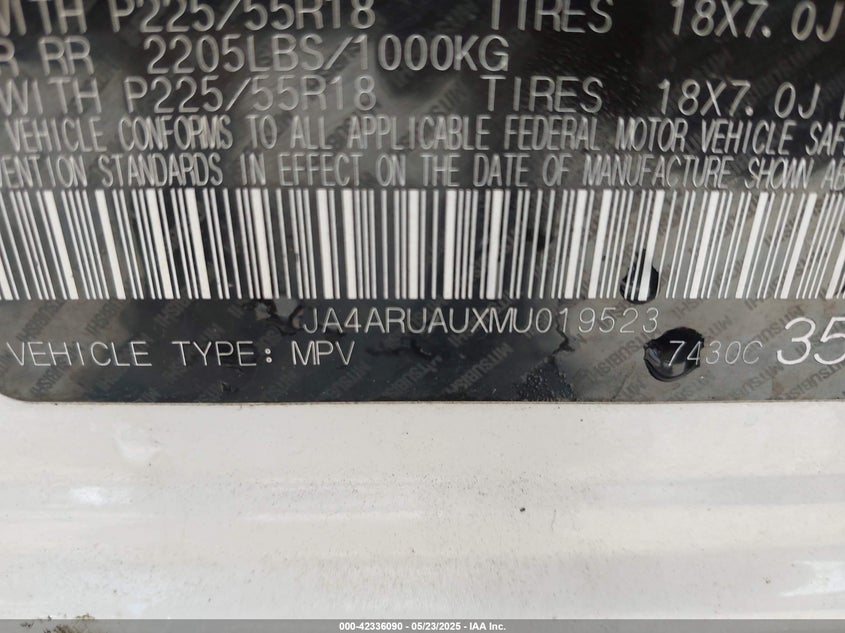 WITH P225/55R18 TIRES 18X7.0J
R RR 2205LBS/1000KG
WITH P225/55R18 TIRES 18X7.0J
VEHICLE CONFORMS TO ALL APPLICABLE FEDERAL MOTOR VEHICLE SAF
VENTION STANDARDS IN EFFECT ON THE DATE OF MANUFACTURE SHOWN AB
JA4ARUAUXMU019523
VEHICLE TYPE: MPV 7430C 35
000-42336090 — 05/23/2025 — IAA Inc.